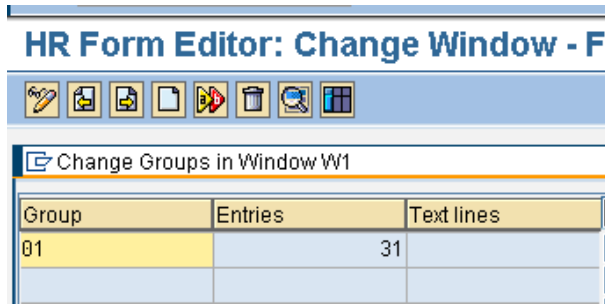 HR Form Editor: Change Window - F
Change Groups in Window W1
Group Entries Text lines
01 31